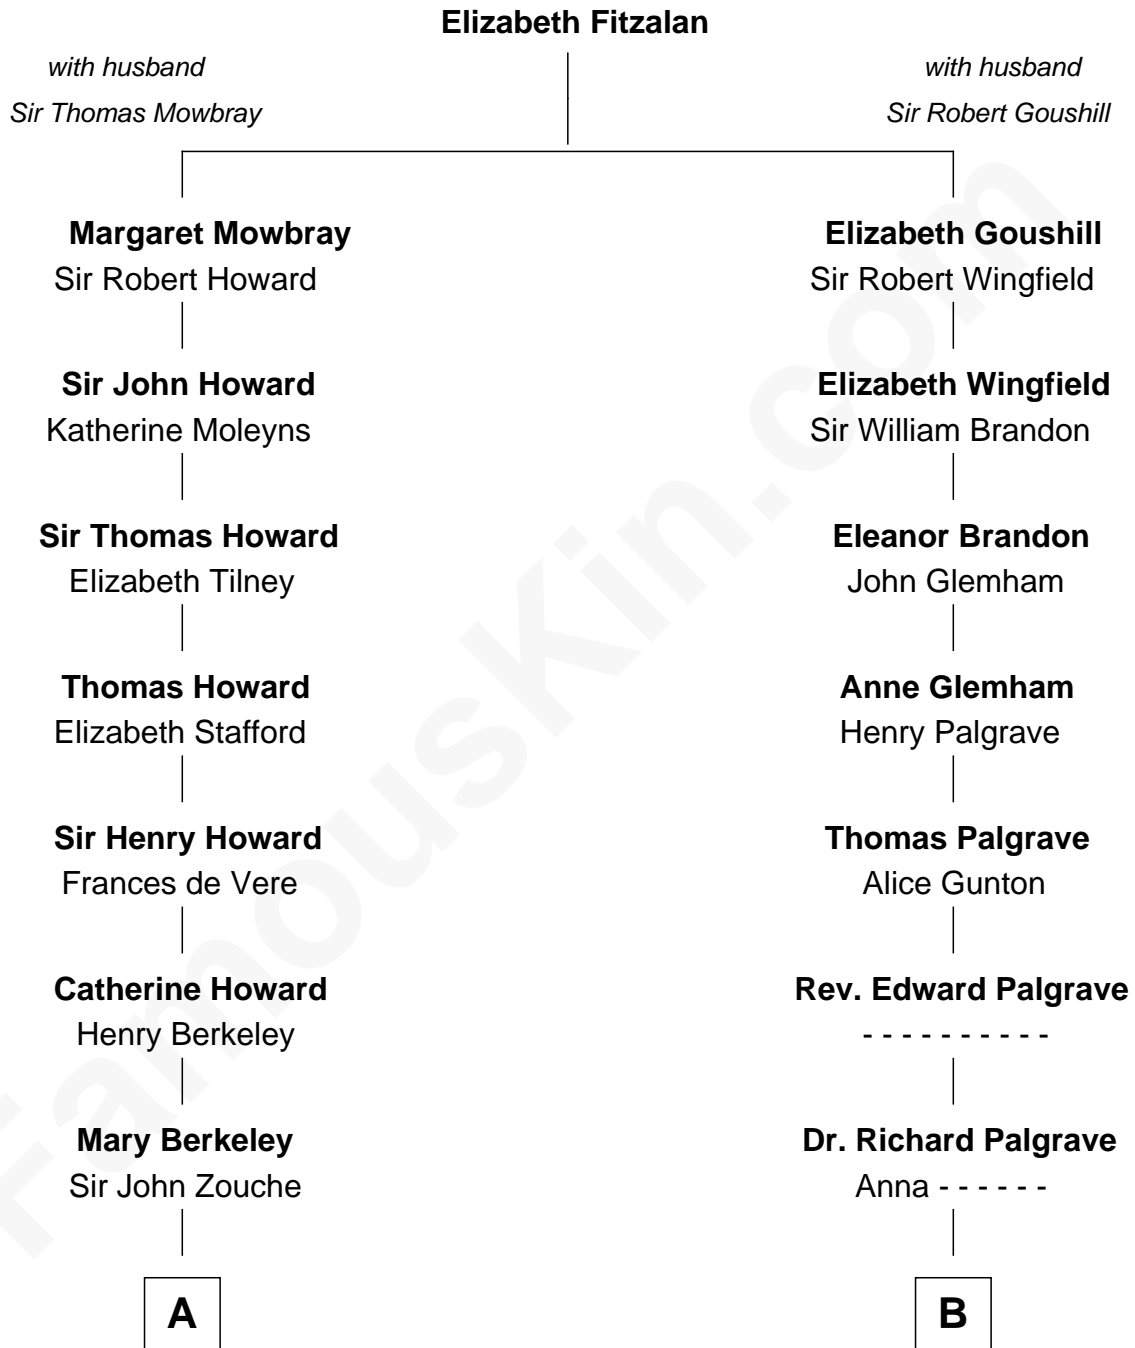 Elizabeth Fitzalan
with husband
Sir Thomas Mowbray
with husband
Sir Robert Goushill
Margaret Mowbray
Sir Robert Howard
Elizabeth Goushill
Sir Robert Wingfield
Sir John Howard
Katherine Moleyns
Elizabeth Wingfield
Sir William Brandon
Sir Thomas Howard
Elizabeth Tilney
Eleanor Brandon
John Glemham
Thomas Howard
Elizabeth Stafford
Anne Glemham
Henry Palgrave
Sir Henry Howard
Frances de Vere
Thomas Palgrave
Alice Gunton
Catherine Howard
Henry Berkeley
Rev. Edward Palgrave
- - - - - - - - - -
Mary Berkeley
Sir John Zouche
Dr. Richard Palgrave
Anna - - - - - -
A
B
FamousKin.com